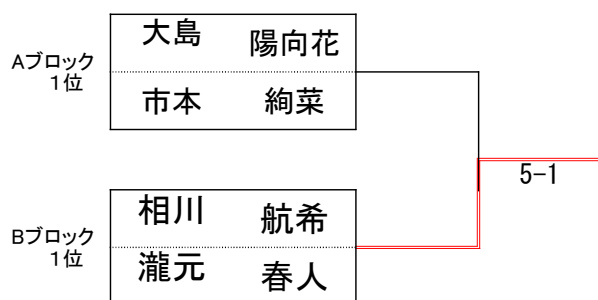 Aブロック
1位
大島 陽向花
市本 絢菜
5-1
Bブロック
1位
相川 航希
瀧元 春人